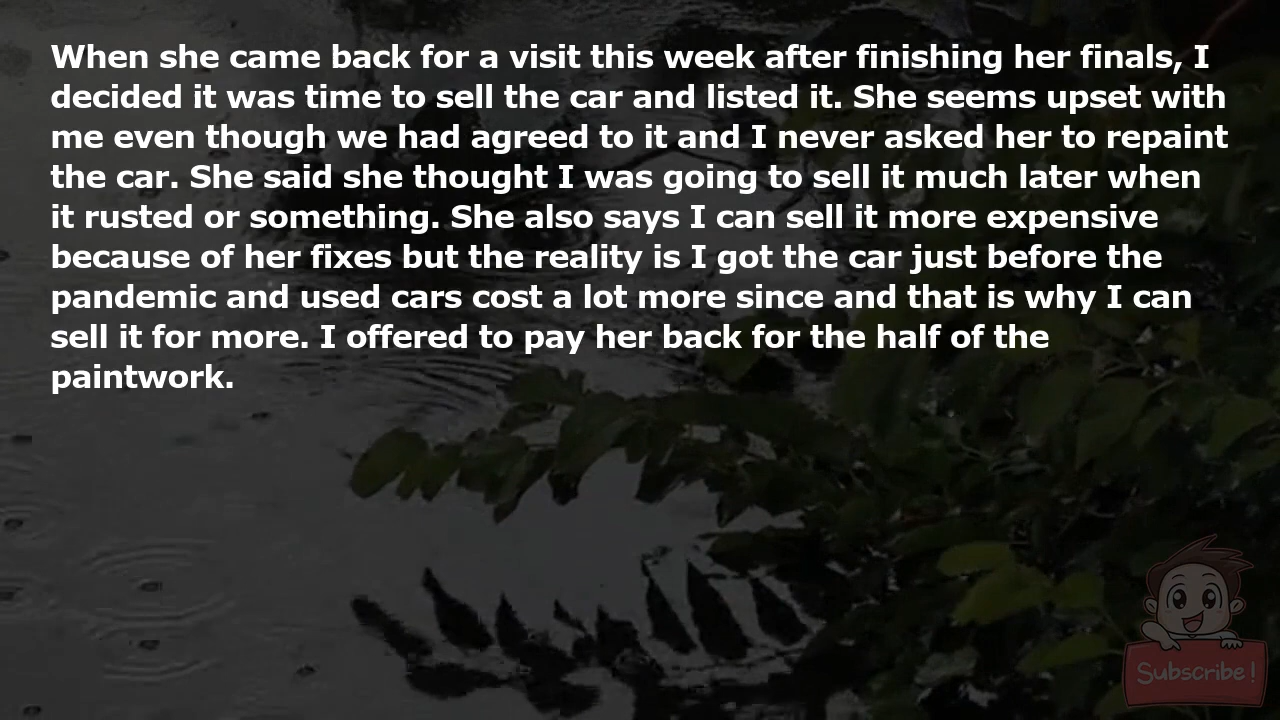 When she came back for a visit this week after finishing her finals, I
decided it was time to sell the car and listed it. She seems upset with
me even though we had agreed to it and I never asked her to repaint
the car. She said she thought I was going to sell it much later when
it rusted or something. She also says I can sell it more expensive
because of her fixes but the reality is I got the car just before the
pandemic and used cars cost a lot more since and that is why I can
sell it for more. I offered to pay her back for the half of the
paintwork.
Subscribe!